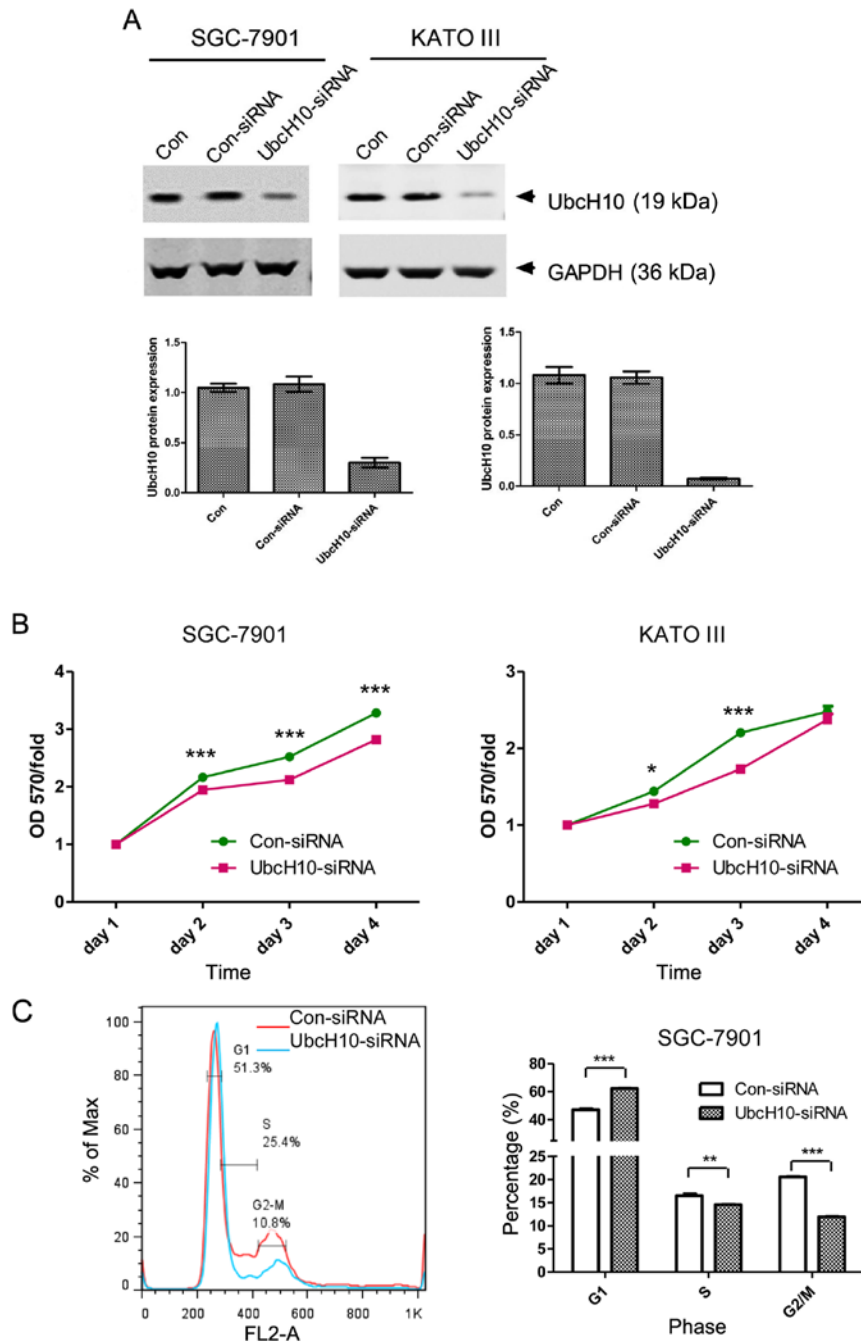 A
SGC-7901 KATO III
Con Con-siRNA UbcH10-siRNA Con Con-siRNA UbcH10-siRNA
UbcH10 (19 kDa)
GAPDH (36 kDa)
UbcH10 protein expression
1.5
1.0
0.5
0.0
Con Con-siRNA UbcH10-siRNA
UbcH10 protein expression
1.5
1.0
0.5
0.0
Con Con-siRNA UbcH10-siRNA
B
SGC-7901
OD 570/fold
4
3
2
1
0
*** *** ***
Con-siRNA
UbcH10-siRNA
day 1 day 2 day 3 day 4
Time
KATO III
OD 570/fold
3
2
1
0
* ***
Con-siRNA
UbcH10-siRNA
day 1 day 2 day 3 day 4
Time
C
% of Max
100
80
60
40
20
0
Con-siRNA
UbcH10-siRNA
G1
51.3%
S
25.4%
G2-M
10.8%
0 200 400 600 800 1K
FL2-A
SGC-7901
Percentage (%)
80
60
40
25
20
15
10
5
0
*** ** ***
Con-siRNA
UbcH10-siRNA
G1 S G2/M
Phase